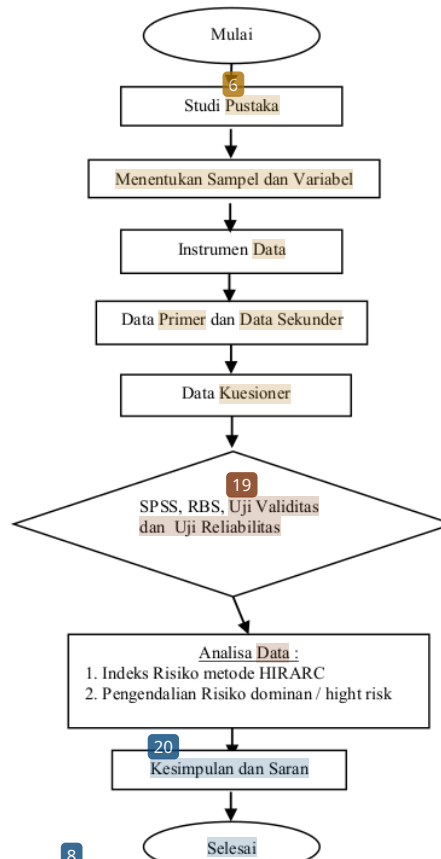 Mulai
6
Studi Pustaka
Menentukan Sampel dan Variabel
Instrumen Data
Data Primer dan Data Sekunder
Data Kuesioner
19
SPSS, RBS, Uji Validitas
dan Uji Reliabilitas
Analisa Data :
1. Indeks Risiko metode HIRARC
2. Pengendalian Risiko dominan / hight risk
20
Kesimpulan dan Saran
Selesai
8